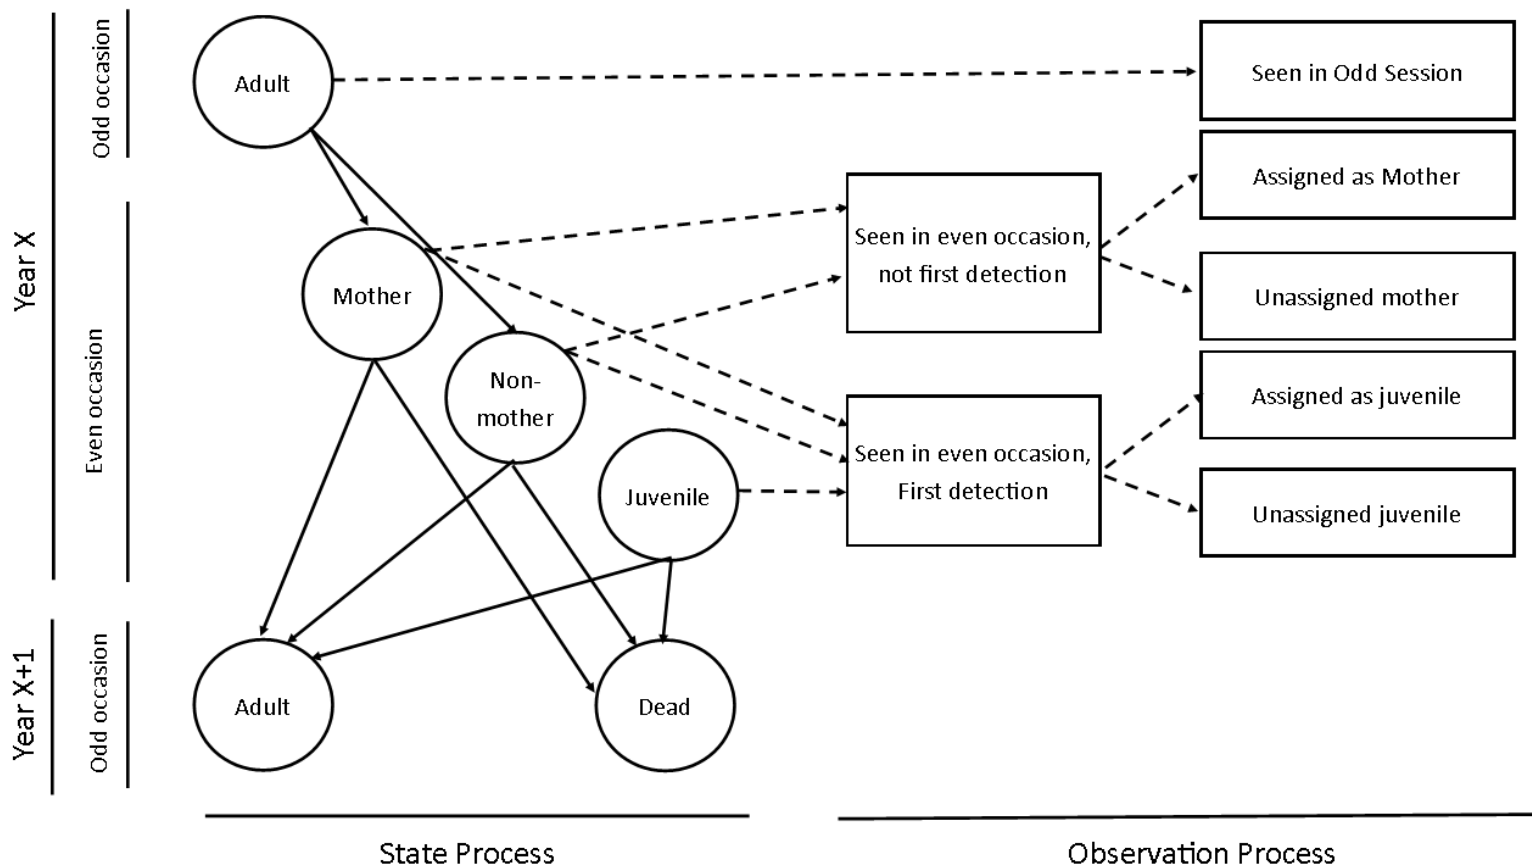 Year X
Odd occasion
Adult
Seen in Odd Session
Assigned as Mother
Even occasion
Mother
Seen in even occasion,
not first detection
Unassigned mother
Non-
mother
Assigned as juvenile
Juvenile
Seen in even occasion,
First detection
Unassigned juvenile
Year X+1
Odd occasion
Adult
Dead
State Process
Observation Process